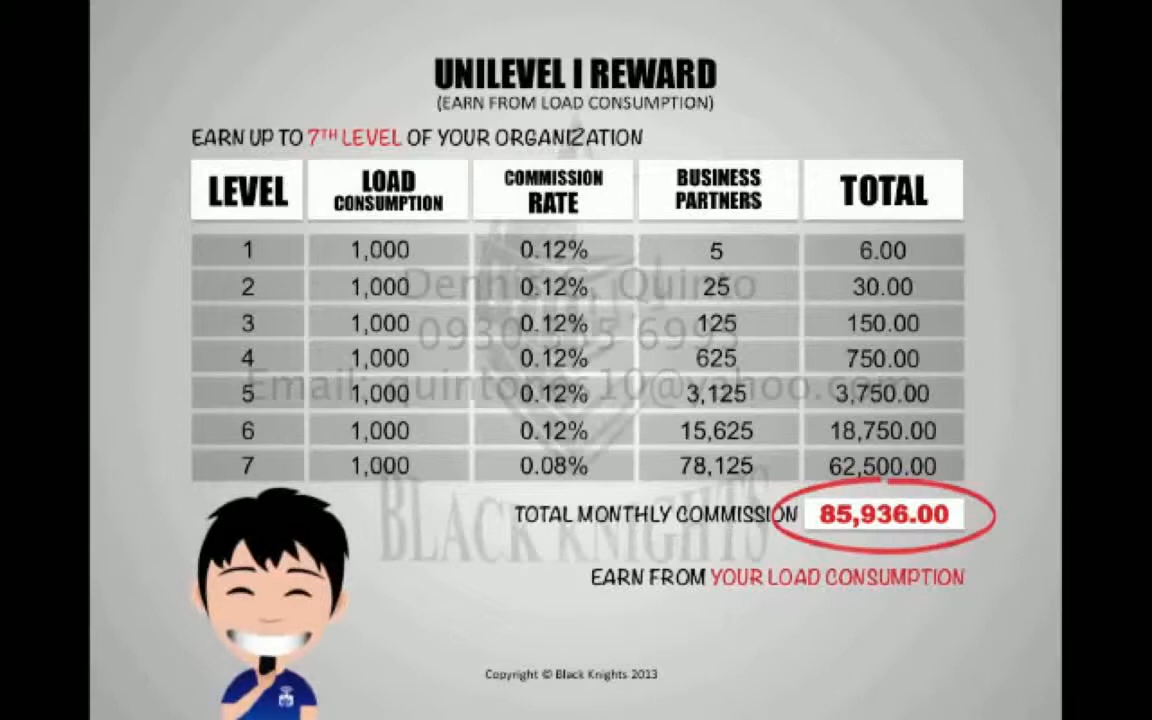 UNILEVEL I REWARD
(EARN FROM LOAD CONSUMPTION)
EARN UP TO 7TH LEVEL OF YOUR ORGANIZATION
LEVEL LOAD CONSUMPTION COMMISSION RATE BUSINESS PARTNERS TOTAL
1 1,000 0.12% 5 6.00
2 1,000 0.12% 25 30.00
3 1,000 0.12% 125 150.00
4 1,000 0.12% 625 750.00
5 1,000 0.12% 3,125 3,750.00
6 1,000 0.12% 15,625 18,750.00
7 1,000 0.08% 78,125 62,500.00
TOTAL MONTHLY COMMISSION 85,936.00
BLACK KNIGHTS
EARN FROM YOUR LOAD CONSUMPTION
Copyright © Black Knights 2013